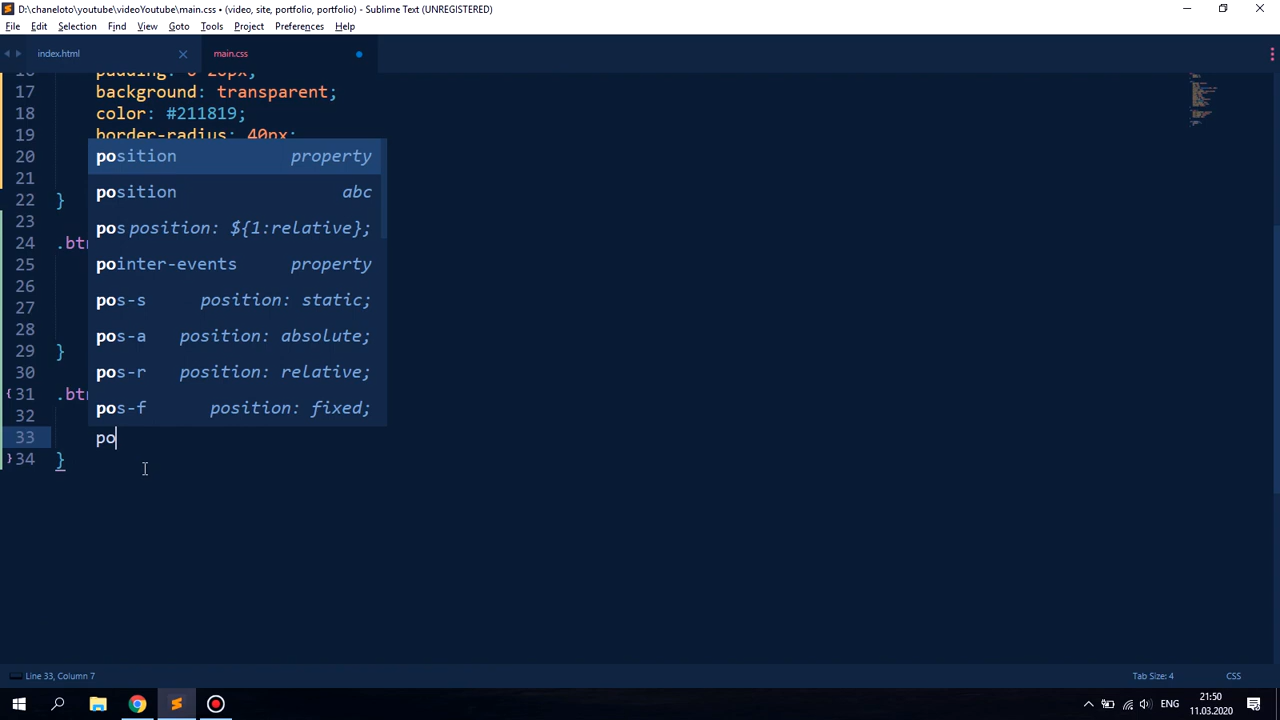 D:\chaneloto\youtube\videoYoutube\main.css • (video, site, portfolio, portfolio) - Sublime Text (UNREGISTERED)
File Edit Selection Find View Goto Tools Project Preferences Help
index.html main.css
16 padding: 0 20px;
17 background: transparent;
18 color: #211819;
19 border-radius: 40px;
20 position property
21 position abc
22 }
23 pos position: ${1:relative};
24 .btn
25 pointer-events property
26 pos-s position: static;
27
28 pos-a position: absolute;
29 }
30 pos-r position: relative;
31 .btn
32 pos-f position: fixed;
33 po
34 }
Line 33, Column 7 Tab Size: 4 CSS
ENG 21:50
11.03.2020